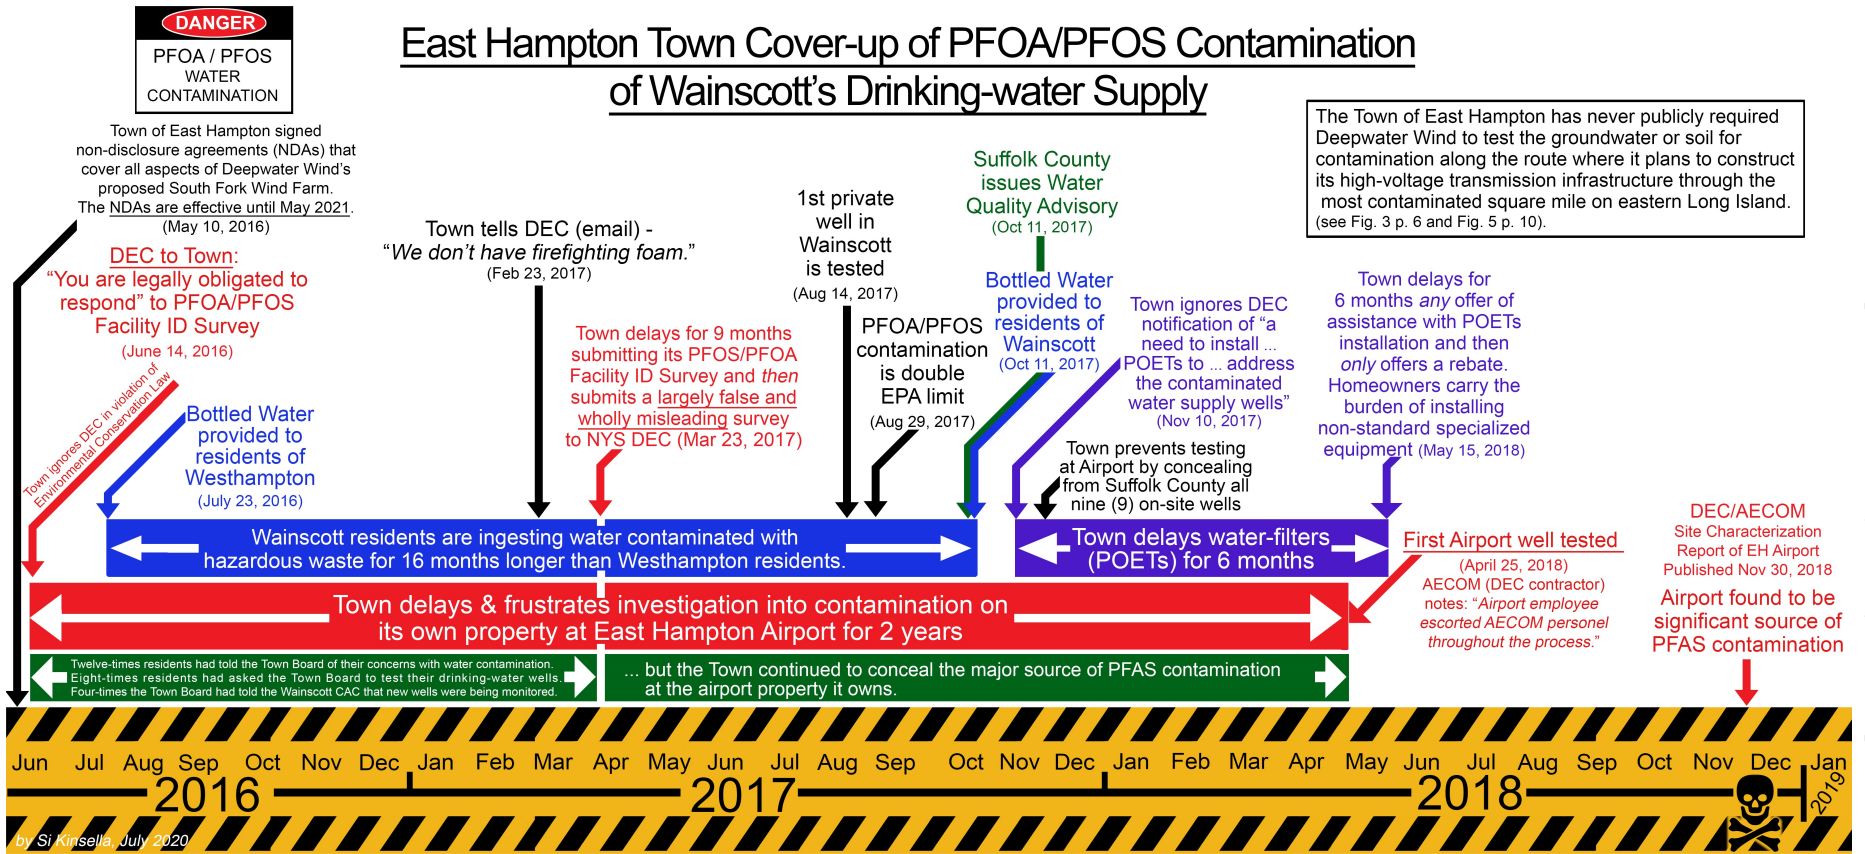 DANGER
PFOA / PFOS
WATER
CONTAMINATION
East Hampton Town Cover-up of PFOA/PFOS Contamination
of Wainscott's Drinking-water Supply
Town of East Hampton signed
non-disclosure agreements (NDAs) that
cover all aspects of Deepwater Wind's
proposed South Fork Wind Farm.
The NDAs are effective until May 2021.
(May 10, 2016)
DEC to Town:
“You are legally obligated to
respond” to PFOA/PFOS
Facility ID Survey
(June 14, 2016)
Town ignores DEC in violation of
Environmental Conservation Law
Bottled Water
provided to
residents of
Westhampton
(July 23, 2016)
Town tells DEC (email) -
“We don't have firefighting foam.”
(Feb 23, 2017)
Town delays for 9 months
submitting its PFOS/PFOA
Facility ID Survey and then
submits a largely false and
wholly misleading survey
to NYS DEC (Mar 23, 2017)
1st private
well in
Wainscott
is tested
(Aug 14, 2017)
PFOA/PFOS
contamination
is double
EPA limit
(Aug 29, 2017)
Suffolk County
issues Water
Quality Advisory
(Oct 11, 2017)
Bottled Water
provided to
residents of
Wainscott
(Oct 11, 2017)
Town ignores DEC
notification of “a
need to install ...
POETs to ... address
the contaminated
water supply wells”
(Nov 10, 2017)
Town prevents testing
at Airport by concealing
from Suffolk County all
nine (9) on-site wells
The Town of East Hampton has never publicly required
Deepwater Wind to test the groundwater or soil for
contamination along the route where it plans to construct
its high-voltage transmission infrastructure through the
most contaminated square mile on eastern Long Island.
(see Fig. 3 p. 6 and Fig. 5 p. 10).
Town delays for
6 months any offer of
assistance with POETs
installation and then
only offers a rebate.
Homeowners carry the
burden of installing
non-standard specialized
equipment (May 15, 2018)
First Airport well tested
(April 25, 2018)
AECOM (DEC contractor)
notes: “Airport employee
escorted AECOM personel
throughout the process.”
DEC/AECOM
Site Characterization
Report of EH Airport
Published Nov 30, 2018
Airport found to be
significant source of
PFAS contamination
Wainscott residents are ingesting water contaminated with
hazardous waste for 16 months longer than Westhampton residents.
Town delays water-filters
(POETs) for 6 months
Town delays & frustrates investigation into contamination on
its own property at East Hampton Airport for 2 years
Twelve-times residents had told the Town Board of their concerns with water contamination.
Eight-times residents had asked the Town Board to test their drinking-water wells.
Four-times the Town Board had told the Wainscott CAC that new wells were being monitored.
... but the Town continued to conceal the major source of PFAS contamination
at the airport property it owns.
Jun Jul Aug Sep Oct Nov Dec Jan Feb Mar Apr May Jun Jul Aug Sep Oct Nov Dec Jan Feb Mar Apr May Jun Jul Aug Sep Oct Nov Dec Jan
2016 2017 2018 2019
by Si Kinsella, July 2020